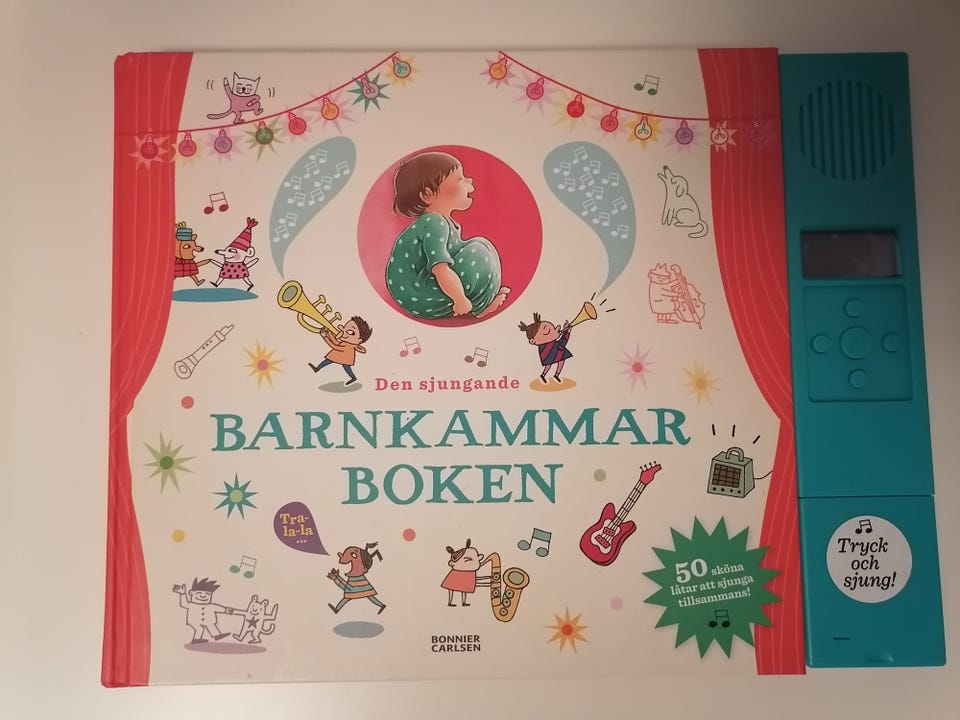 Den sjungande
BARNKAMMAR
BOKEN
Tra-
la-la
...
50 sköna
låtar att sjunga
tillsammans!
BONNIER
CARLSEN
Tryck
och
sjung!